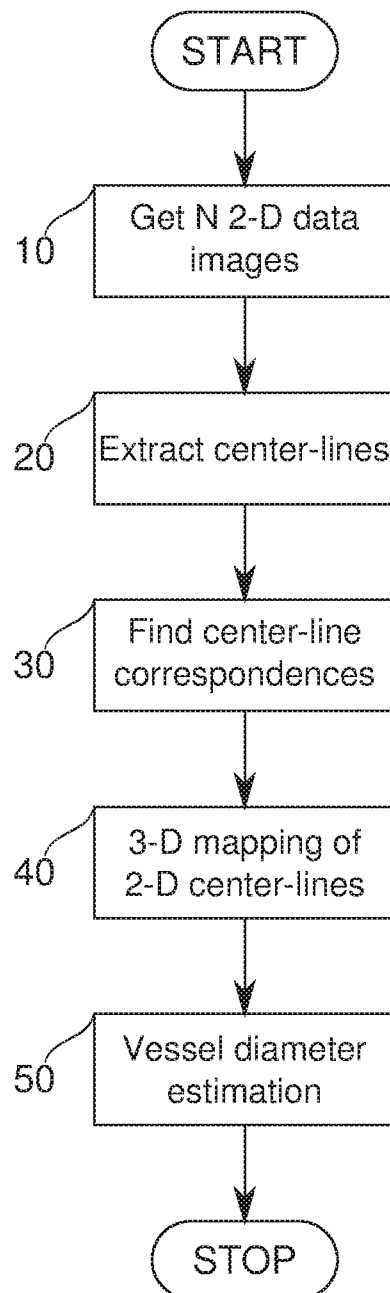 START
10
Get N 2-D data
images
20
Extract center-lines
30
Find center-line
correspondences
40
3-D mapping of
2-D center-lines
50
Vessel diameter
estimation
STOP